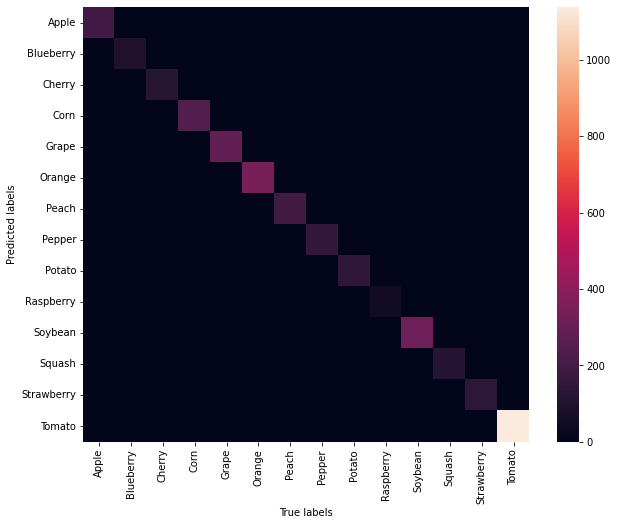 Predicted labels
Apple
Blueberry
Cherry
Corn
Grape
Orange
Peach
Pepper
Potato
Raspberry
Soybean
Squash
Strawberry
Tomato
Apple
Blueberry
Cherry
Corn
Grape
Orange
Peach
Pepper
Potato
Raspberry
Soybean
Squash
Strawberry
Tomato
True labels
1000
800
600
400
200
0